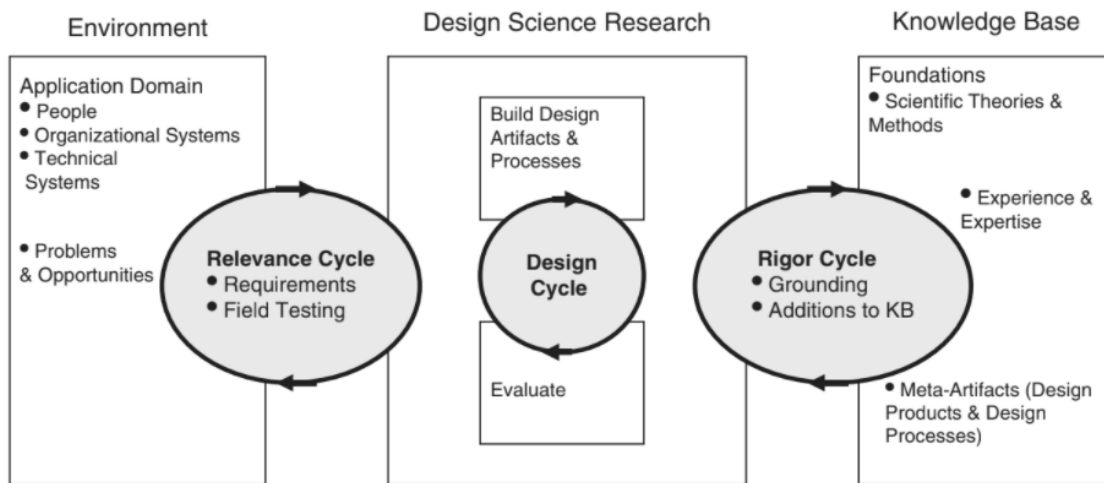 Environment
Design Science Research
Knowledge Base
Application Domain
• People
• Organizational Systems
• Technical
Systems
• Problems
& Opportunities
Relevance Cycle
• Requirements
• Field Testing
Build Design
Artifacts &
Processes
Design
Cycle
Evaluate
Rigor Cycle
• Grounding
• Additions to KB
Foundations
• Scientific Theories &
Methods
• Experience &
Expertise
• Meta-Artifacts (Design
Products & Design
Processes)